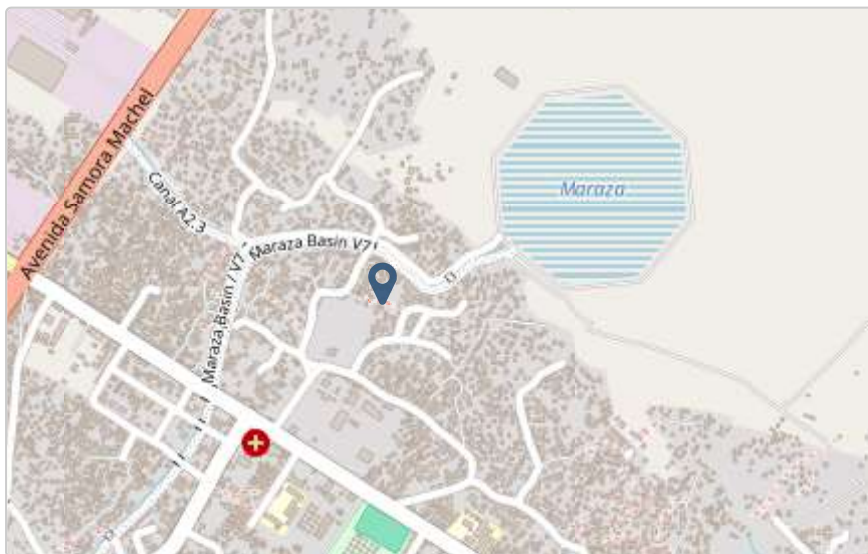 Avenida Samora Machel
Canal A2.3
Maraza Basin V7
Maraza
Maraza Basin / V7